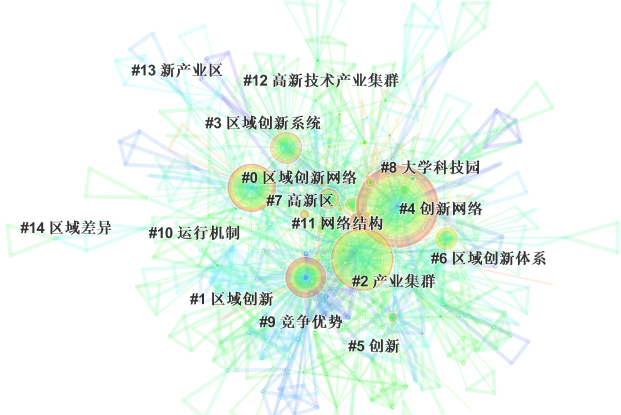 #13 新产业区
#12 高新技术产业集群
#3 区域创新系统
#8 大学科技园
#0 区域创新网络
#7 高新区
#4 创新网络
#11 网络结构
#14 区域差异
#10 运行机制
#6 区域创新体系
#2 产业集群
#1 区域创新
#9 竞争优势
#5 创新